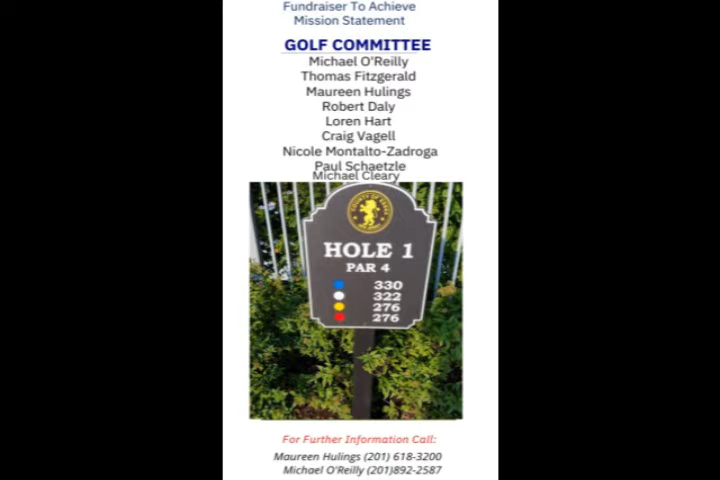 Fundraiser To Achieve
Mission Statement
GOLF COMMITTEE
Michael O'Reilly
Thomas Fitzgerald
Maureen Hulings
Robert Daly
Loren Hart
Craig Vagell
Nicole Montalto-Zadroga
Paul Schaetzle
Michael Cleary
HOLE 1
PAR 4
330
322
276
276
For Further Information Call:
Maureen Hulings (201) 618-3200
Michael O'Reilly (201)892-2587